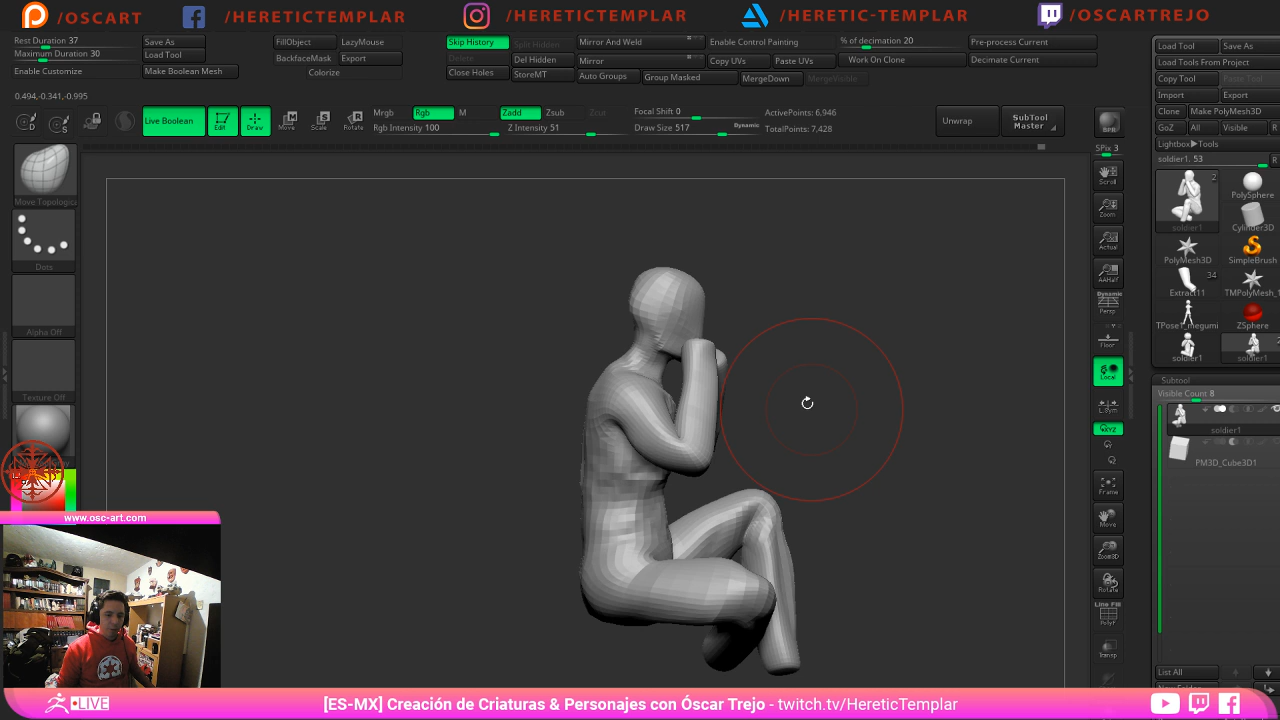 /OSCART
/HERETICTEMPLAR
/HERETICTEMPLAR
/HERETIC-TEMPLAR
/OSCARTREJO
Rest Duration 37
Maximum Duration 30
Enable Customize
Save As
Load Tool
Make Boolean Mesh
FillObject
LazyMouse
BackfaceMask
Export
Colorize
Skip History
Split Hidden
Delete
Del Hidden
Close Holes
StoreMT
Mirror And Weld
Mirror
Auto Groups
Group Masked
Enable Control Painting
Copy UVs
Paste UVs
MergeDown
MergeVisible
% of decimation 20
Work On Clone
Pre-process Current
Decimate Current
Load Tool
Save As
Load Tools From Project
Copy Tool
Paste Tool
Import
Export
Clone
Make PolyMesh3D
GoZ
All
Visible
R
Lightbox▶Tools
soldier1. 53
R
0.494,-0.341,-0.995
Live Boolean
Edit
Draw
Move
Scale
Rotate
Mrgb
Rgb
M
Rgb Intensity 100
Zadd
Zsub
Zcut
Z Intensity 51
Focal Shift 0
Draw Size 517
Dynamic
ActivePoints: 6,946
TotalPoints: 7,428
Unwrap
SubTool
Master
BPR
SPix 3
Scroll
Zoom
Actual
AAHalf
Dynamic
Persp
Floor
Local
L.Sym
XYZ
Frame
Move
Zoom3D
Rotate
Line Fill
PolyF
Transp
Move Topologica
Dots
Alpha Off
Texture Off
2
soldier1
PolySphere
Cylinder3D
PolyMesh3D
SimpleBrush
34
Extract11
TMPolyMesh_1
TPose1_megumi
ZSphere
soldier1
2
soldier1
Subtool
Visible Count 8
soldier1
PM3D_Cube3D1
List All
www.osc-art.com
LIVE
[ES-MX] Creación de Criaturas & Personajes con Óscar Trejo - twitch.tv/HereticTemplar